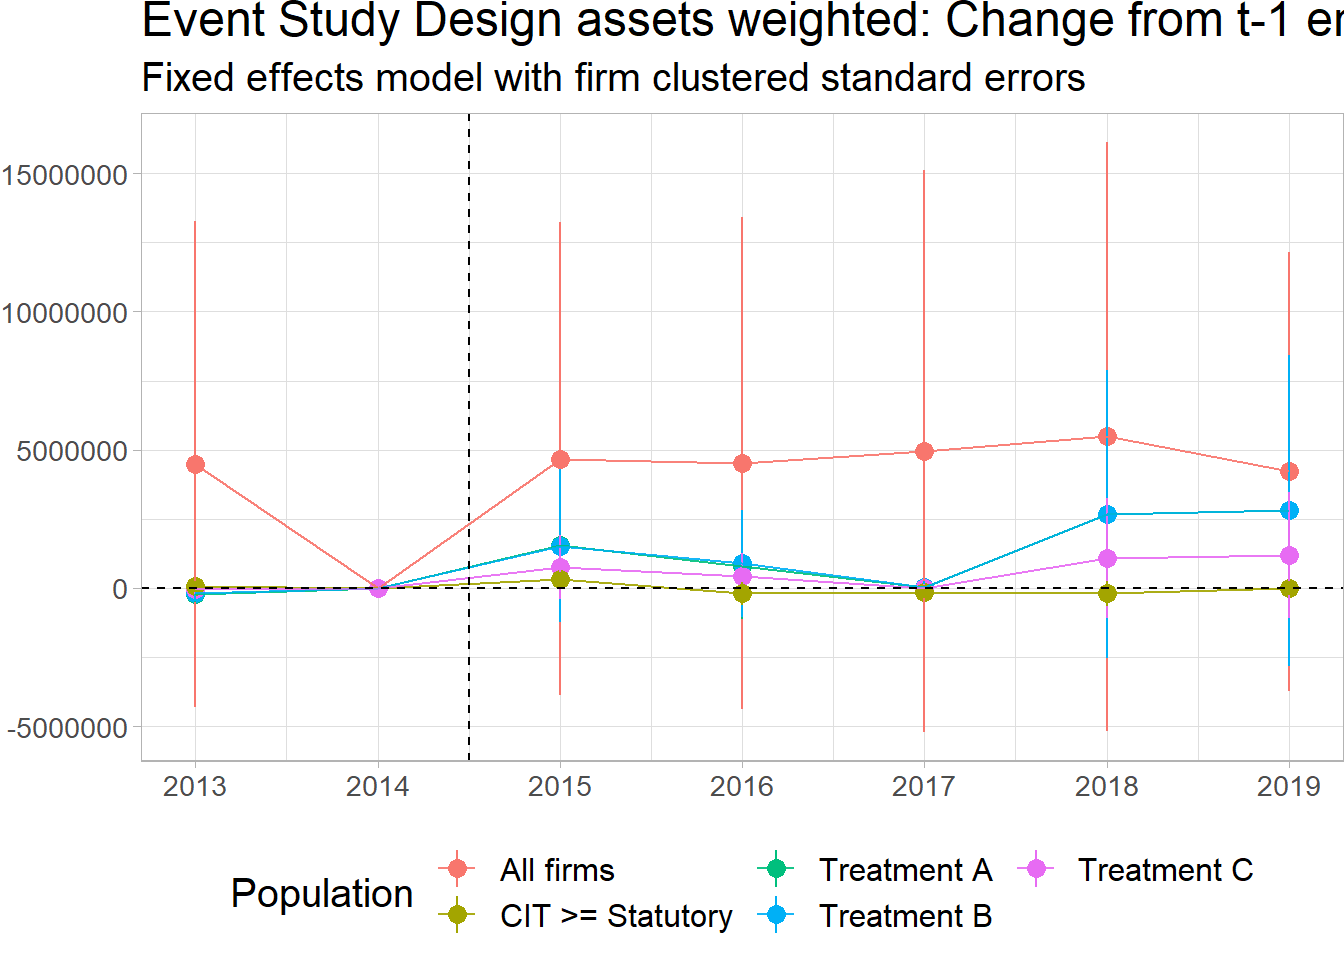 Event Study Design assets weighted: Change from t-1
Fixed effects model with firm clustered standard errors
15000000
10000000
5000000
0
-5000000
2013 2014 2015 2016 2017 2018 2019
Population
All firms
CIT >= Statutory
Treatment A
Treatment B
Treatment C